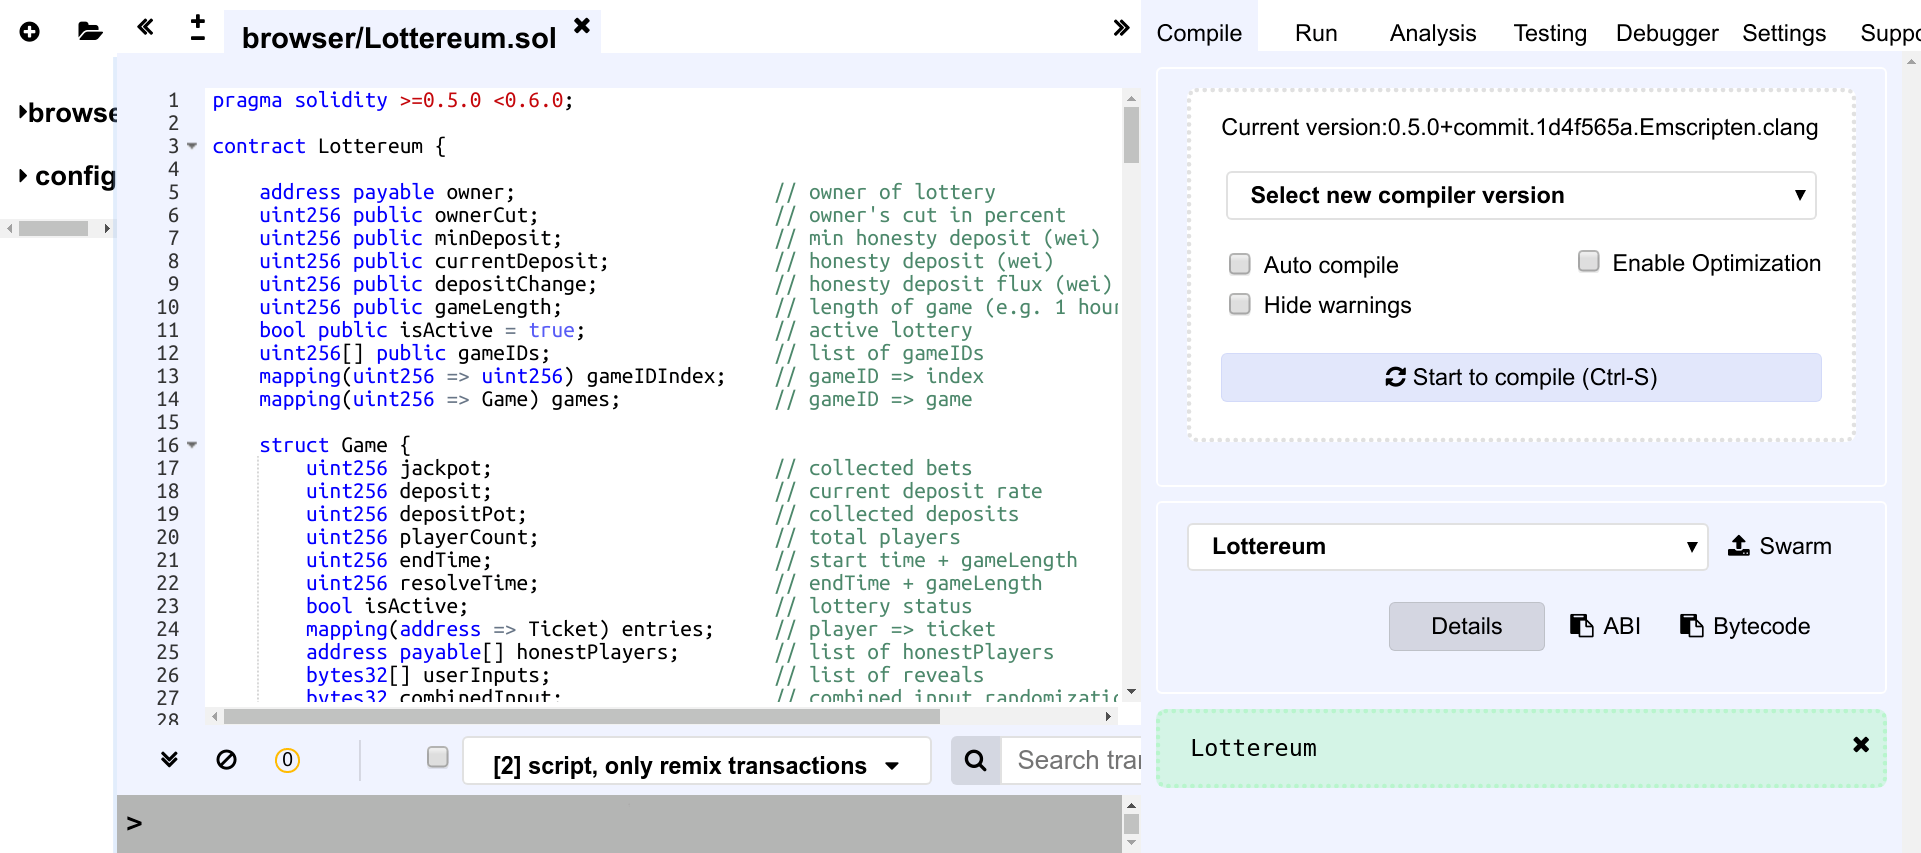 browser/Lottereum.sol
Compile Run Analysis Testing Debugger Settings Suppo
browse
config
1 pragma solidity >=0.5.0 <0.6.0;
2
3 contract Lottereum {
4
5 address payable owner; // owner of lottery
6 uint256 public ownerCut; // owner's cut in percent
7 uint256 public minDeposit; // min honesty deposit (wei)
8 uint256 public currentDeposit; // honesty deposit (wei)
9 uint256 public depositChange; // honesty deposit flux (wei)
10 uint256 public gameLength; // length of game (e.g. 1 hour
11 bool public isActive = true; // active lottery
12 uint256[] public gameIDs; // list of gameIDs
13 mapping(uint256 => uint256) gameIDIndex; // gameID => index
14 mapping(uint256 => Game) games; // gameID => game
15
16 struct Game {
17 uint256 jackpot; // collected bets
18 uint256 deposit; // current deposit rate
19 uint256 depositPot; // collected deposits
20 uint256 playerCount; // total players
21 uint256 endTime; // start time + gameLength
22 uint256 resolveTime; // endTime + gameLength
23 bool isActive; // lottery status
24 mapping(address => Ticket) entries; // player => ticket
25 address payable[] honestPlayers; // list of honestPlayers
26 bytes32[] userInputs; // list of reveals
27 bytes32 combinedInput; // combined input randomizatio
28
0
[2] script, only remix transactions
Search tran
>
Current version:0.5.0+commit.1d4f565a.Emscripten.clang
Select new compiler version
Auto compile
Enable Optimization
Hide warnings
Start to compile (Ctrl-S)
Lottereum
Swarm
Details
ABI
Bytecode
Lottereum